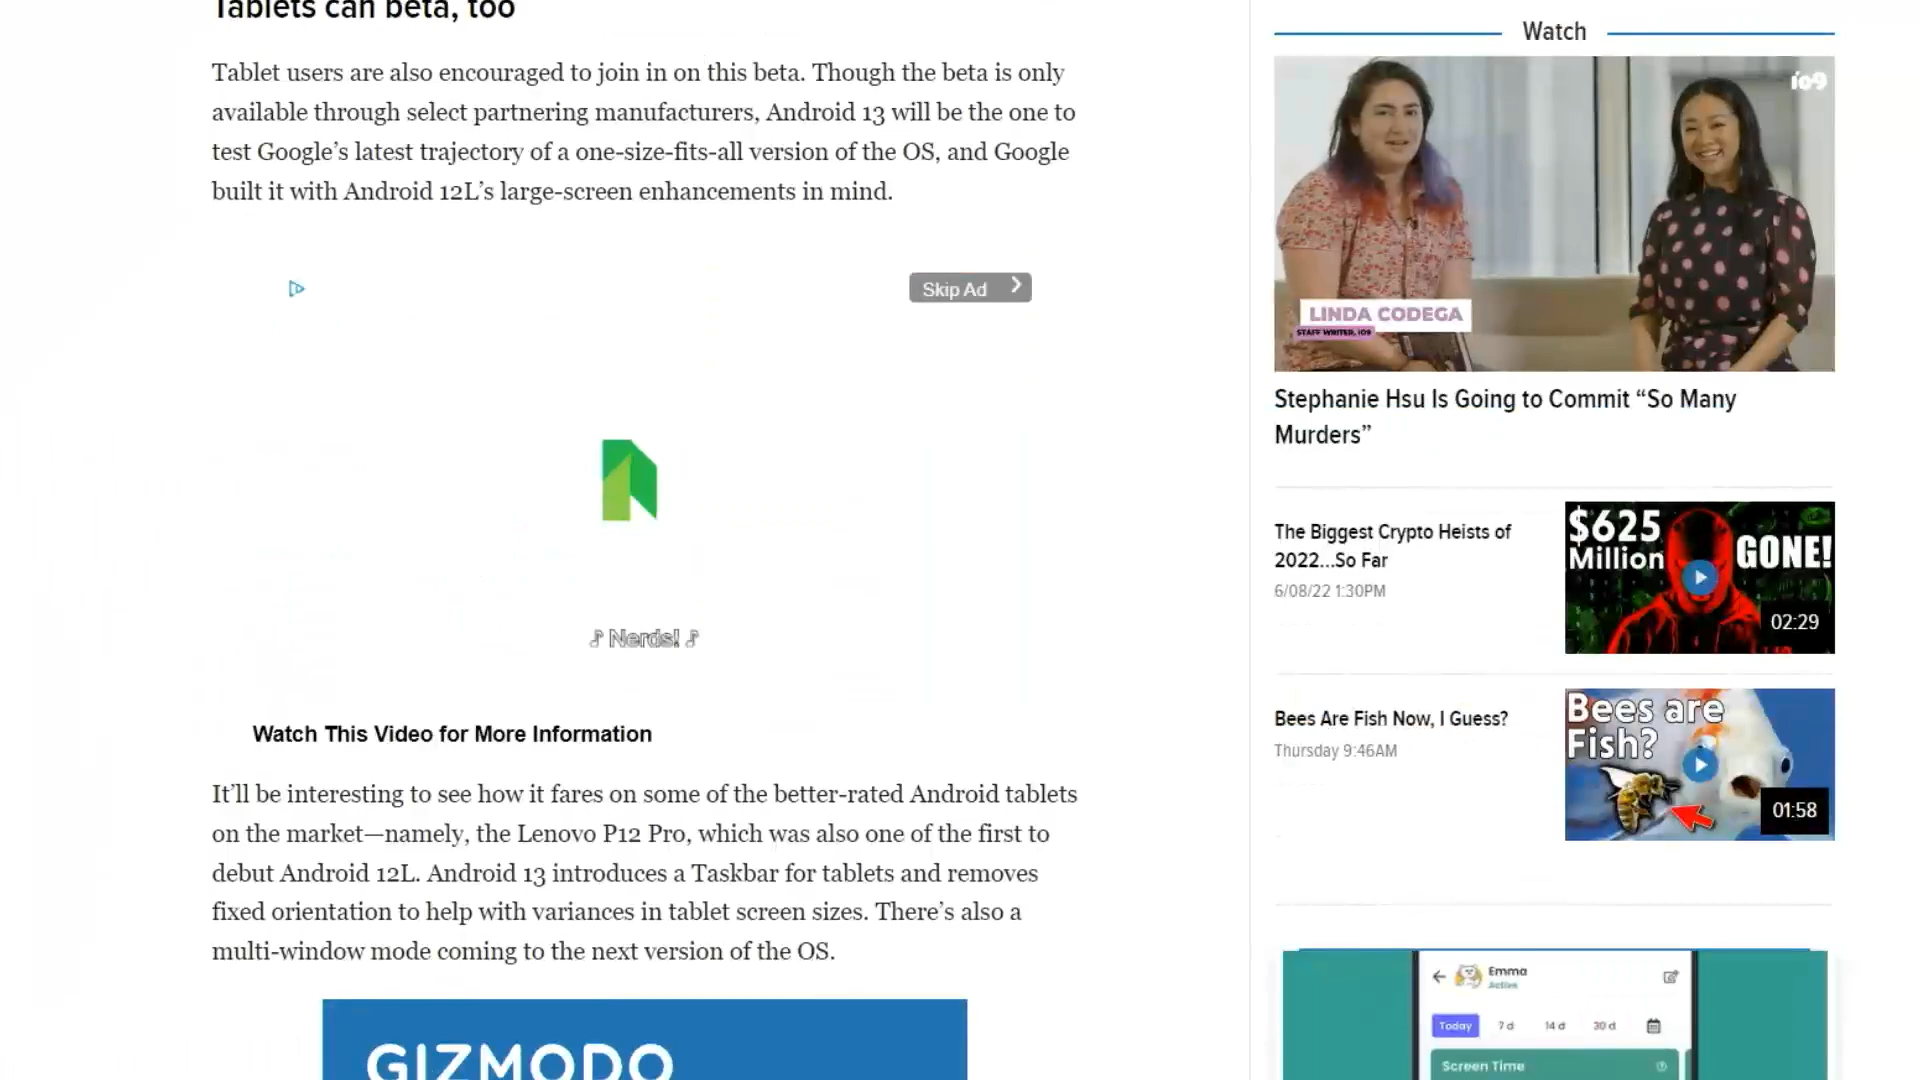 Tablets can beta, too
Tablet users are also encouraged to join in on this beta. Though the beta is only
available through select partnering manufacturers, Android 13 will be the one to
test Google’s latest trajectory of a one-size-fits-all version of the OS, and Google
built it with Android 12L’s large-screen enhancements in mind.
Skip Ad
♪ Nerds! ♪
Watch This Video for More Information
It’ll be interesting to see how it fares on some of the better-rated Android tablets
on the market—namely, the Lenovo P12 Pro, which was also one of the first to
debut Android 12L. Android 13 introduces a Taskbar for tablets and removes
fixed orientation to help with variances in tablet screen sizes. There’s also a
multi-window mode coming to the next version of the OS.
GIZMODO
Watch
io9
LINDA CODEGA
STAFF WRITER, IO9
Stephanie Hsu Is Going to Commit “So Many
Murders”
The Biggest Crypto Heists of
2022...So Far
6/08/22 1:30PM
$625
Million
GONE!
02:29
Bees Are Fish Now, I Guess?
Thursday 9:46AM
Bees are
Fish?
01:58
Emma
Active
Today 7 d 14 d 30 d
Screen Time